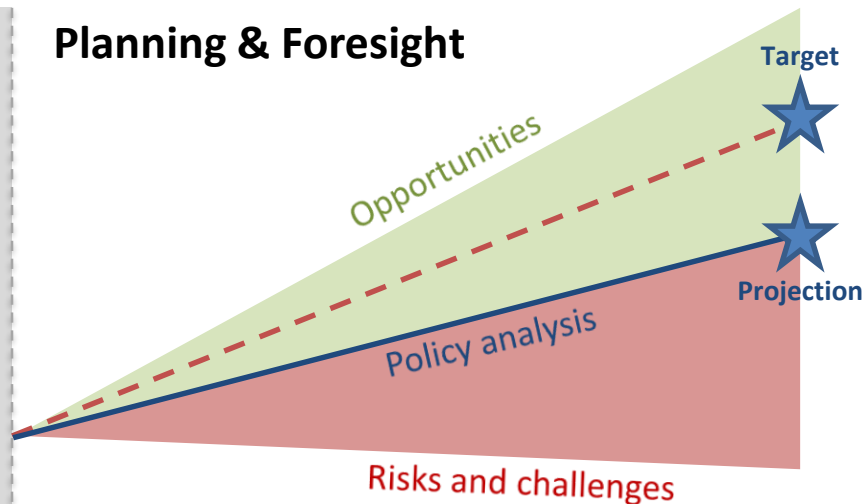 Planning & Foresight
Target
Opportunities
Projection
Policy analysis
Risks and challenges